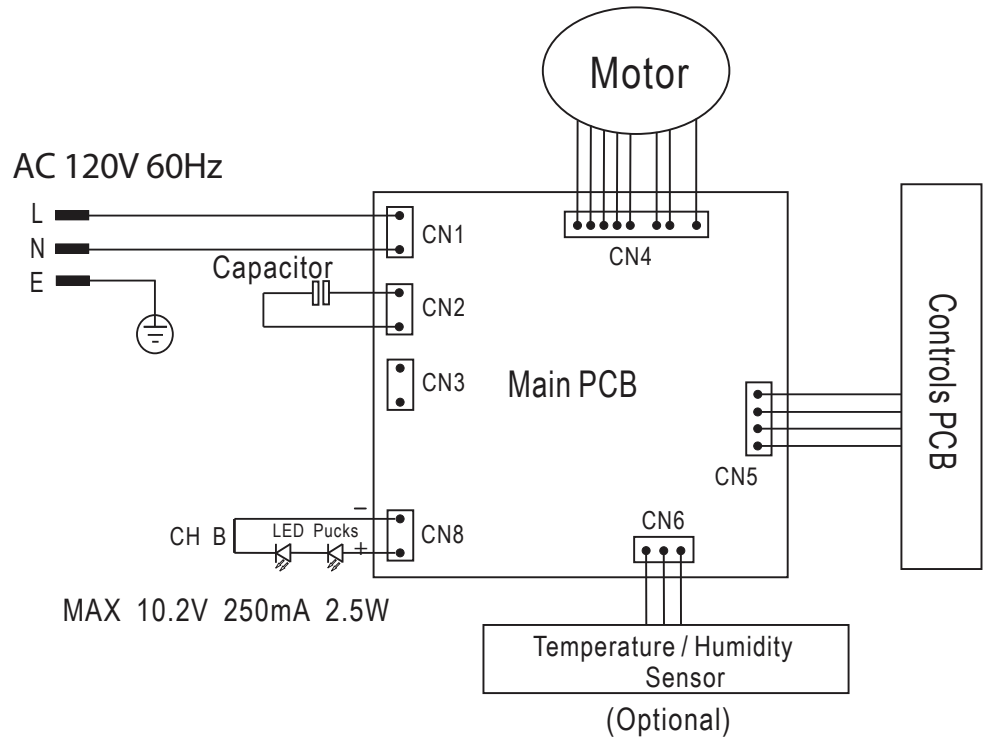 Motor
AC 120V 60Hz
L
N
E
CN1
CN4
Capacitor
CN2
CN3
Main PCB
Controls PCB
CN5
CH B
LED Pucks
−
+
CN8
CN6
MAX 10.2V 250mA 2.5W
Temperature / Humidity
Sensor
(Optional)